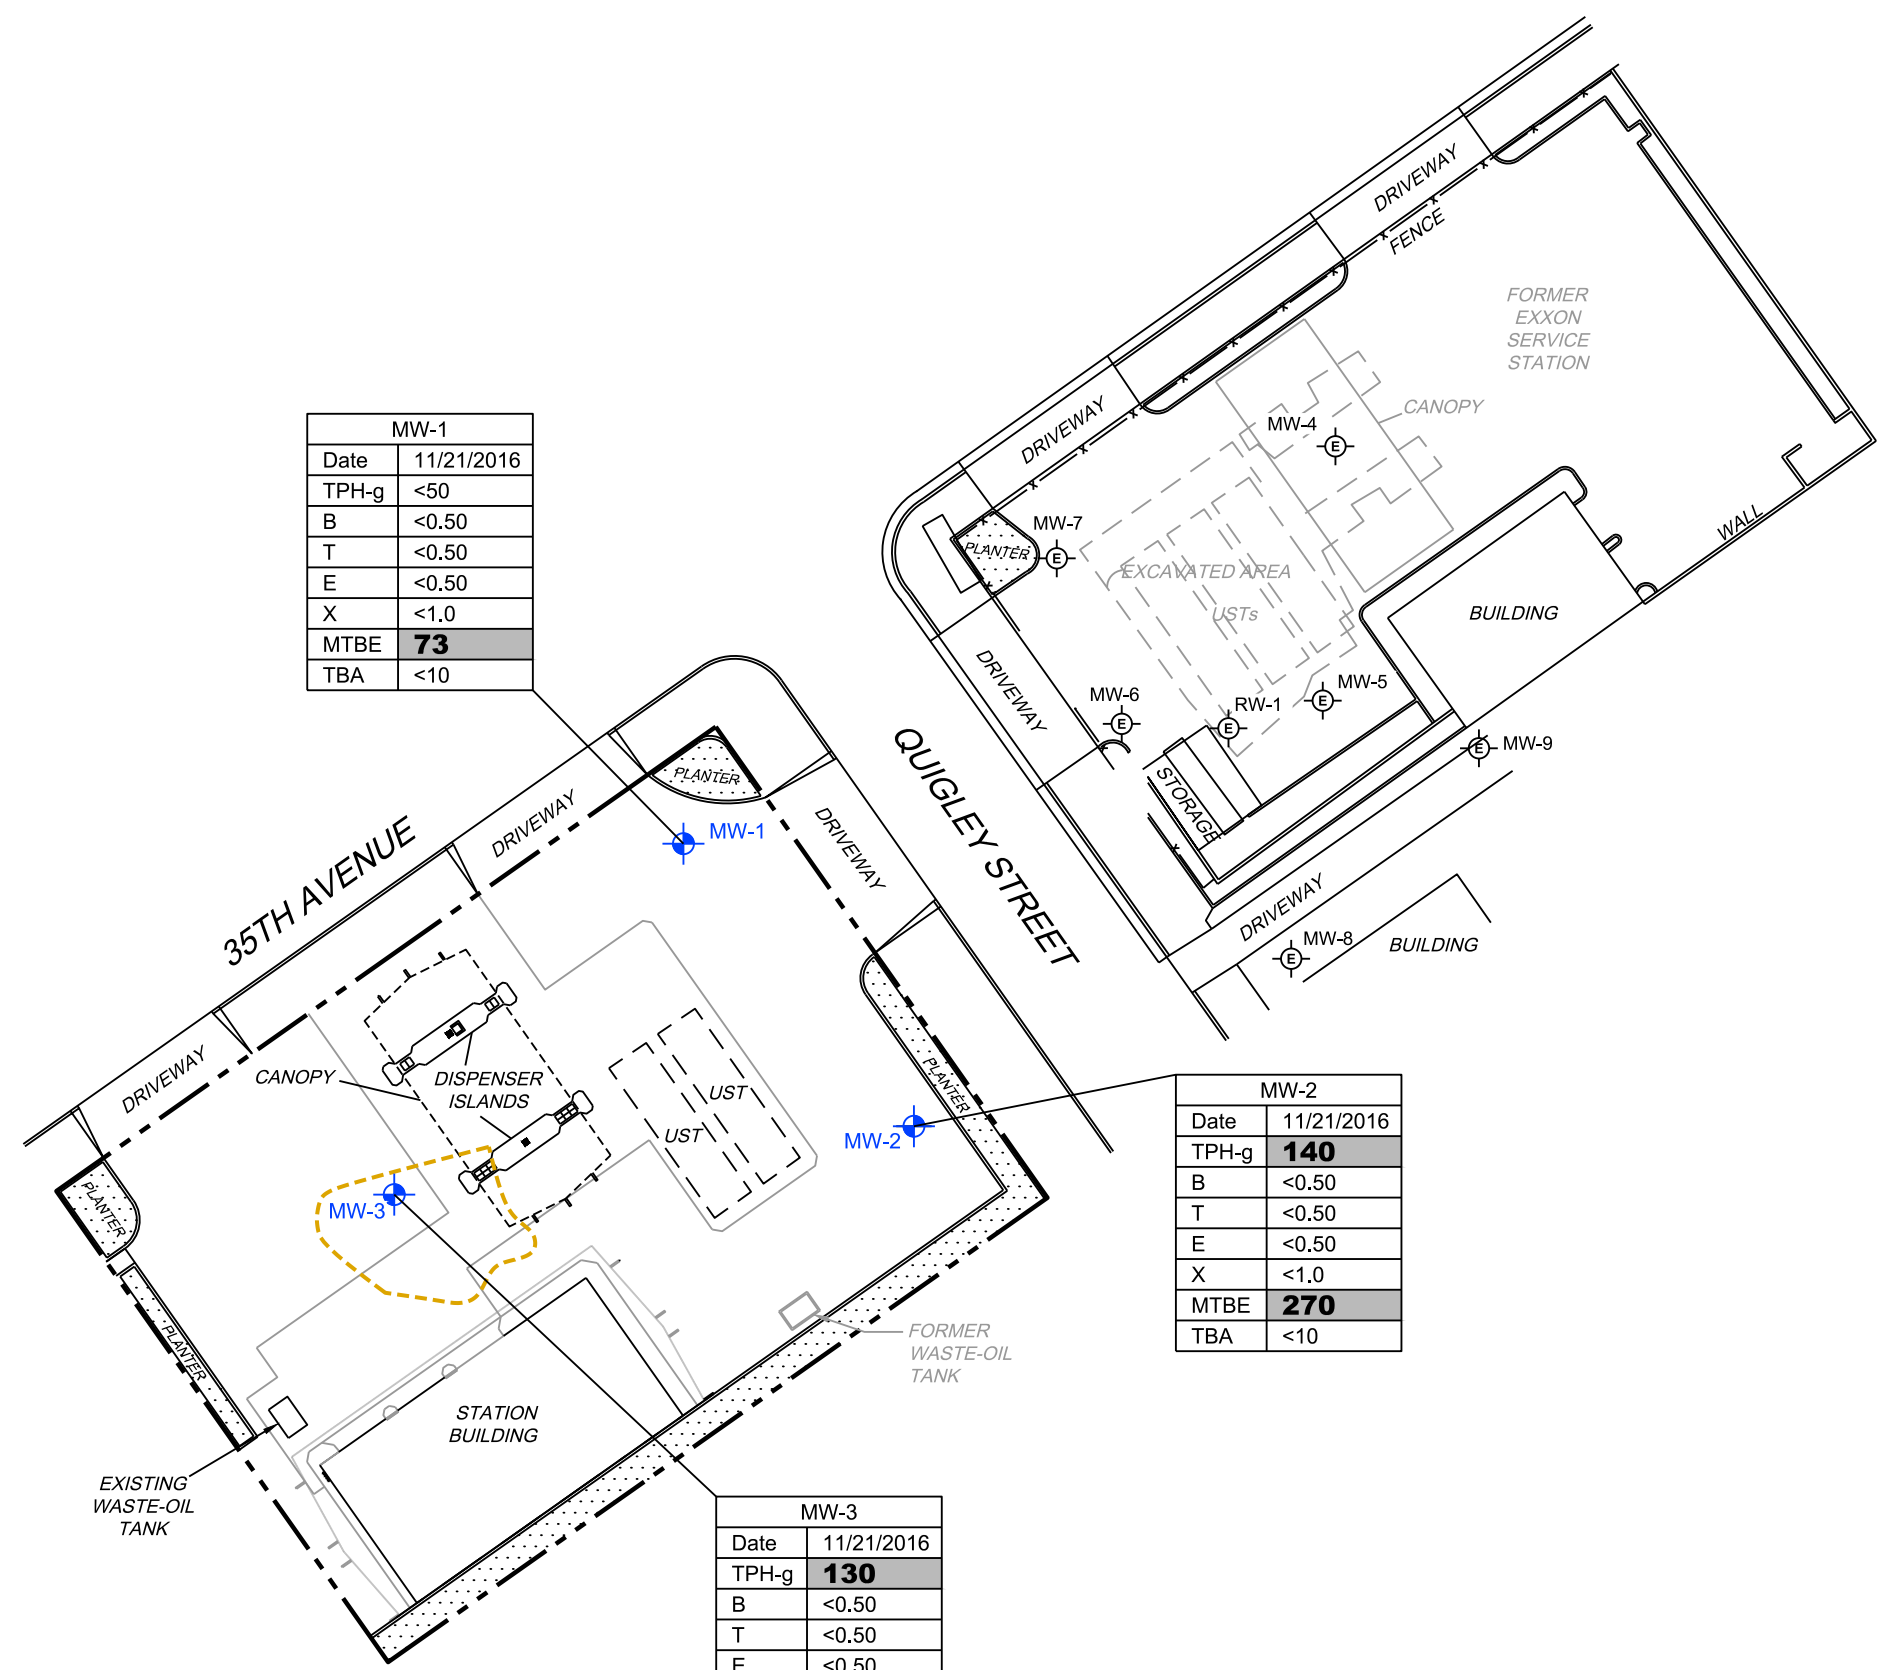 DRIVEWAY
FENCE
FORMER
EXXON
SERVICE
STATION
CANOPY
MW-4
E
DRIVEWAY
MW-7
E
PLANTER
EXCAVATED AREA
USTs
WALL
BUILDING
DRIVEWAY
MW-6
E
RW-1
E
MW-5
E
MW-9
E
STORAGE
DRIVEWAY
MW-8
E
BUILDING
QUIGLEY STREET
35TH AVENUE
MW-1
Date 11/21/2016
TPH-g <50
B <0.50
T <0.50
E <0.50
X <1.0
MTBE 73
TBA <10
PLANTER
DRIVEWAY
MW-1
DRIVEWAY
DRIVEWAY
CANOPY
DISPENSER
ISLANDS
UST
UST
PLANTER
MW-2
MW-3
PLANTER
PLANTER
MW-2
Date 11/21/2016
TPH-g 140
B <0.50
T <0.50
E <0.50
X <1.0
MTBE 270
TBA <10
FORMER
WASTE-OIL
TANK
STATION
BUILDING
EXISTING
WASTE-OIL
TANK
MW-3
Date 11/21/2016
TPH-g 130
B <0.50
T <0.50
E <0.50